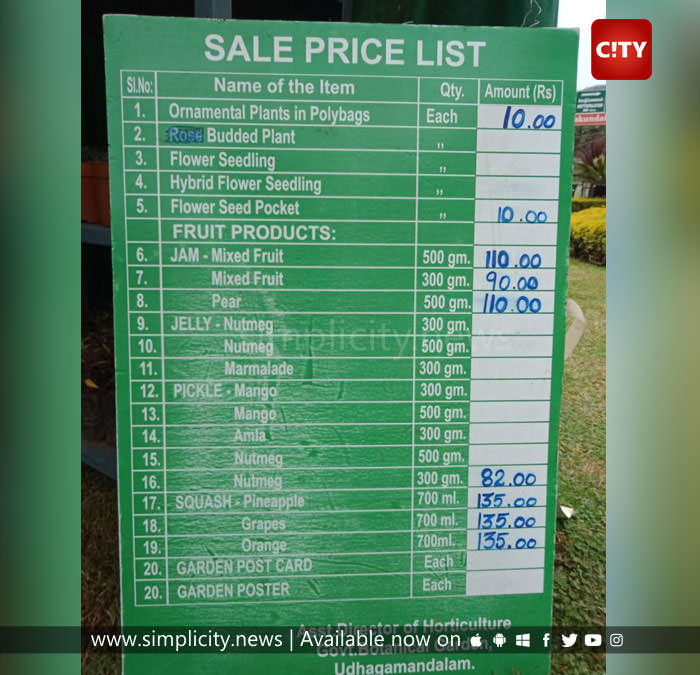 C!TY
SALE PRICE LIST
Sl.No: Name of the Item Qty. Amount (Rs)
1. Ornamental Plants in Polybags Each 10.00
2. Rose Budded Plant ,,
3. Flower Seedling ,,
4. Hybrid Flower Seedling ,,
5. Flower Seed Pocket ,, 10.00
FRUIT PRODUCTS:
6. JAM - Mixed Fruit 500 gm. 110.00
7. Mixed Fruit 300 gm. 90.00
8. Pear 500 gm. 110.00
9. JELLY - Nutmeg 300 gm.
simplicity.news
10. Nutmeg 500 gm.
11. Marmalade 300 gm.
12. PICKLE - Mango 300 gm.
13. Mango 500 gm.
14. Amla 300 gm.
15. Nutmeg 500 gm.
16. Nutmeg 300 gm. 82.00
17. SQUASH - Pineapple 700 ml. 135.00
18. Grapes 700 ml. 135.00
19. Orange 700ml. 135.00
20. GARDEN POST CARD Each
20. GARDEN POSTER Each
Asst.Director of Horticulture
Govt.Botanical Garden,
Udhagamandalam.
www.simplicity.news | Available now on